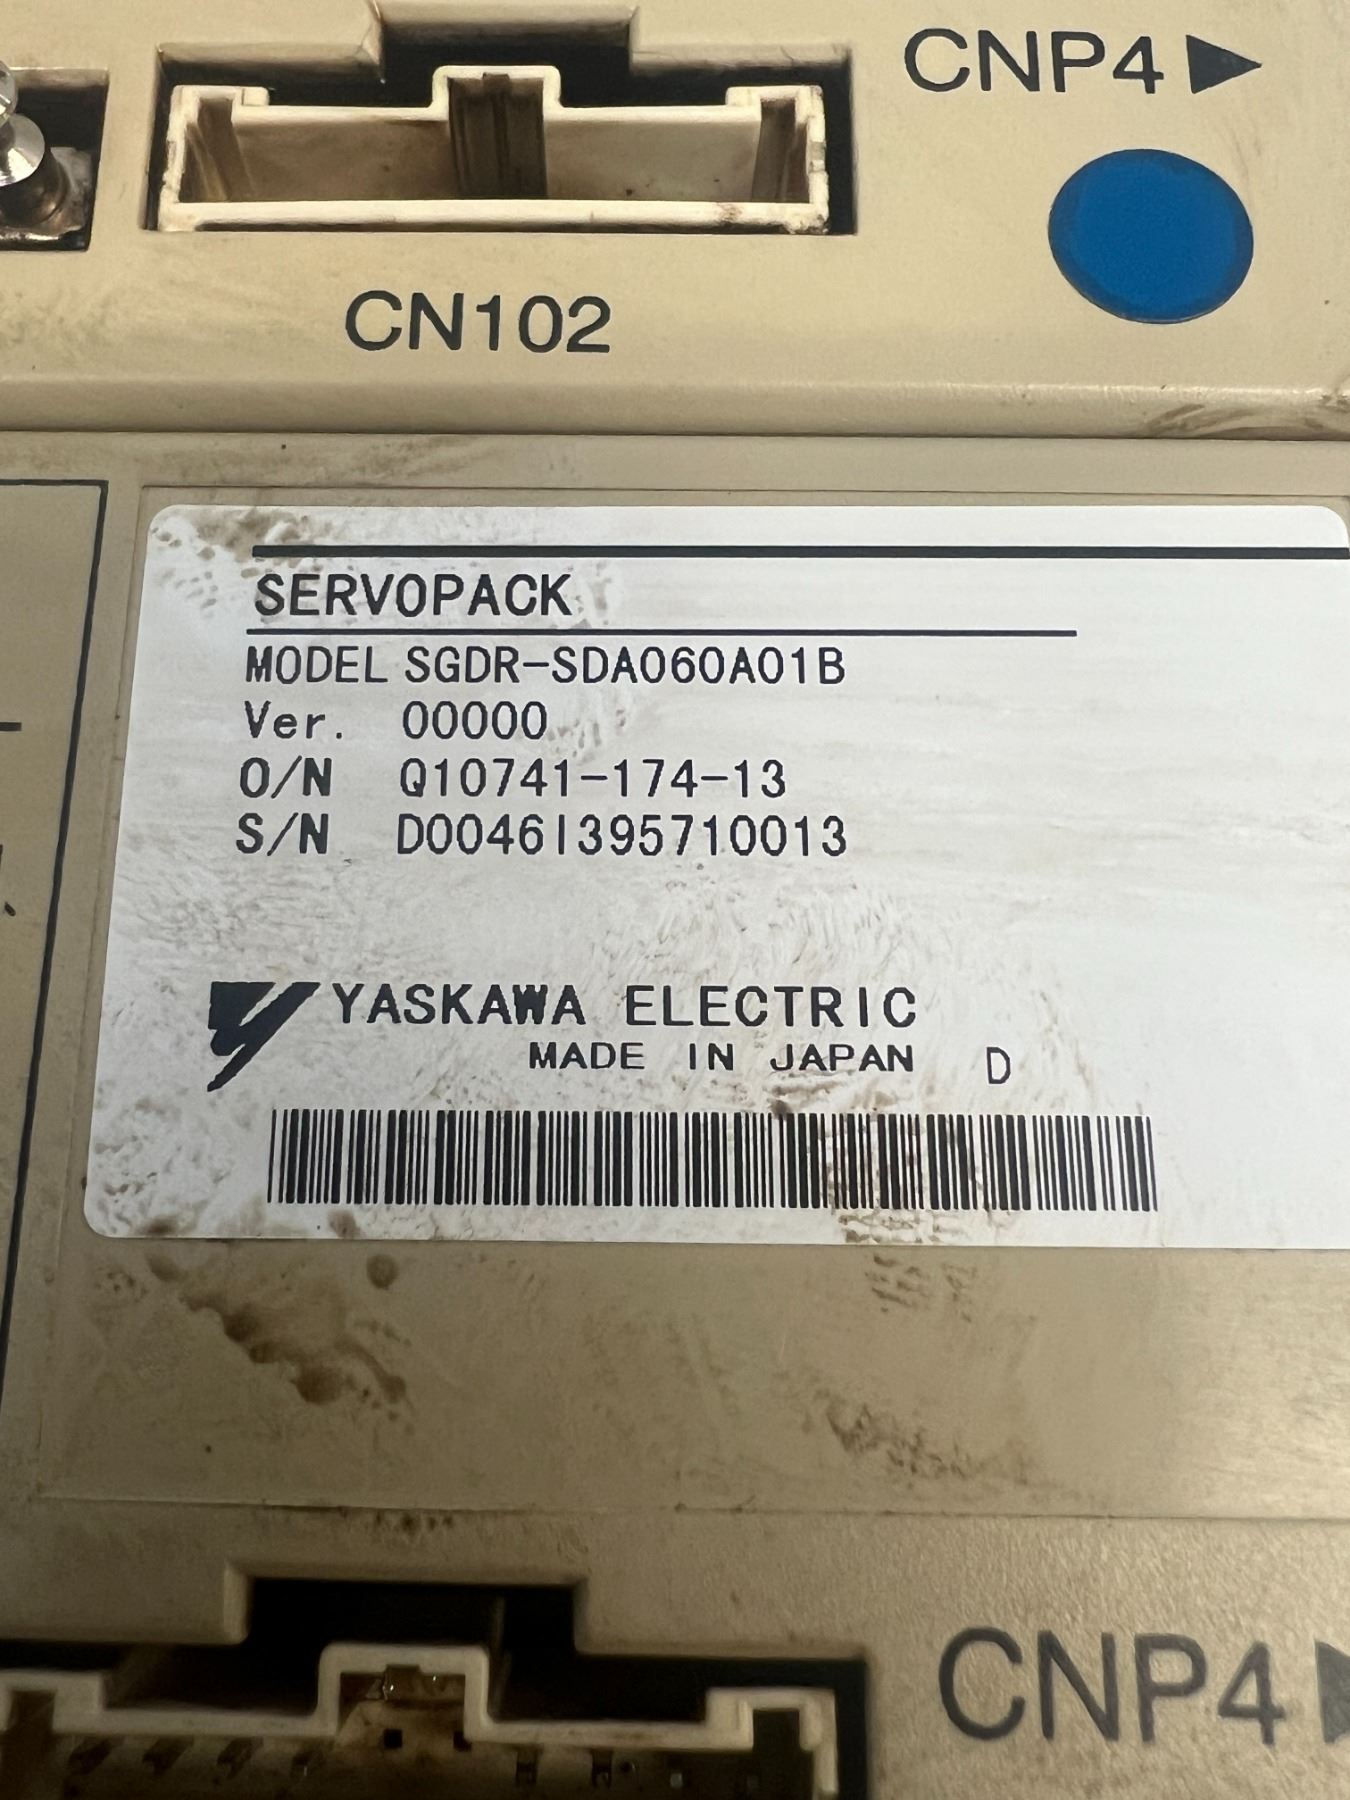 CNP4▶
CN102
SERVOPACK
MODEL SGDR-SDA060A01B
Ver. 00000
O/N Q10741-174-13
S/N D0046I395710013
YASKAWA ELECTRIC
MADE IN JAPAN D
CNP4▶